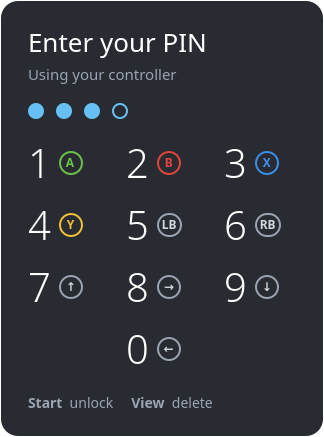 Enter your PIN
Using your controller
1 A 2 B 3 X
4 Y 5 LB 6 RB
7 ↑ 8 → 9 ↓
0 ←
Start unlock View delete